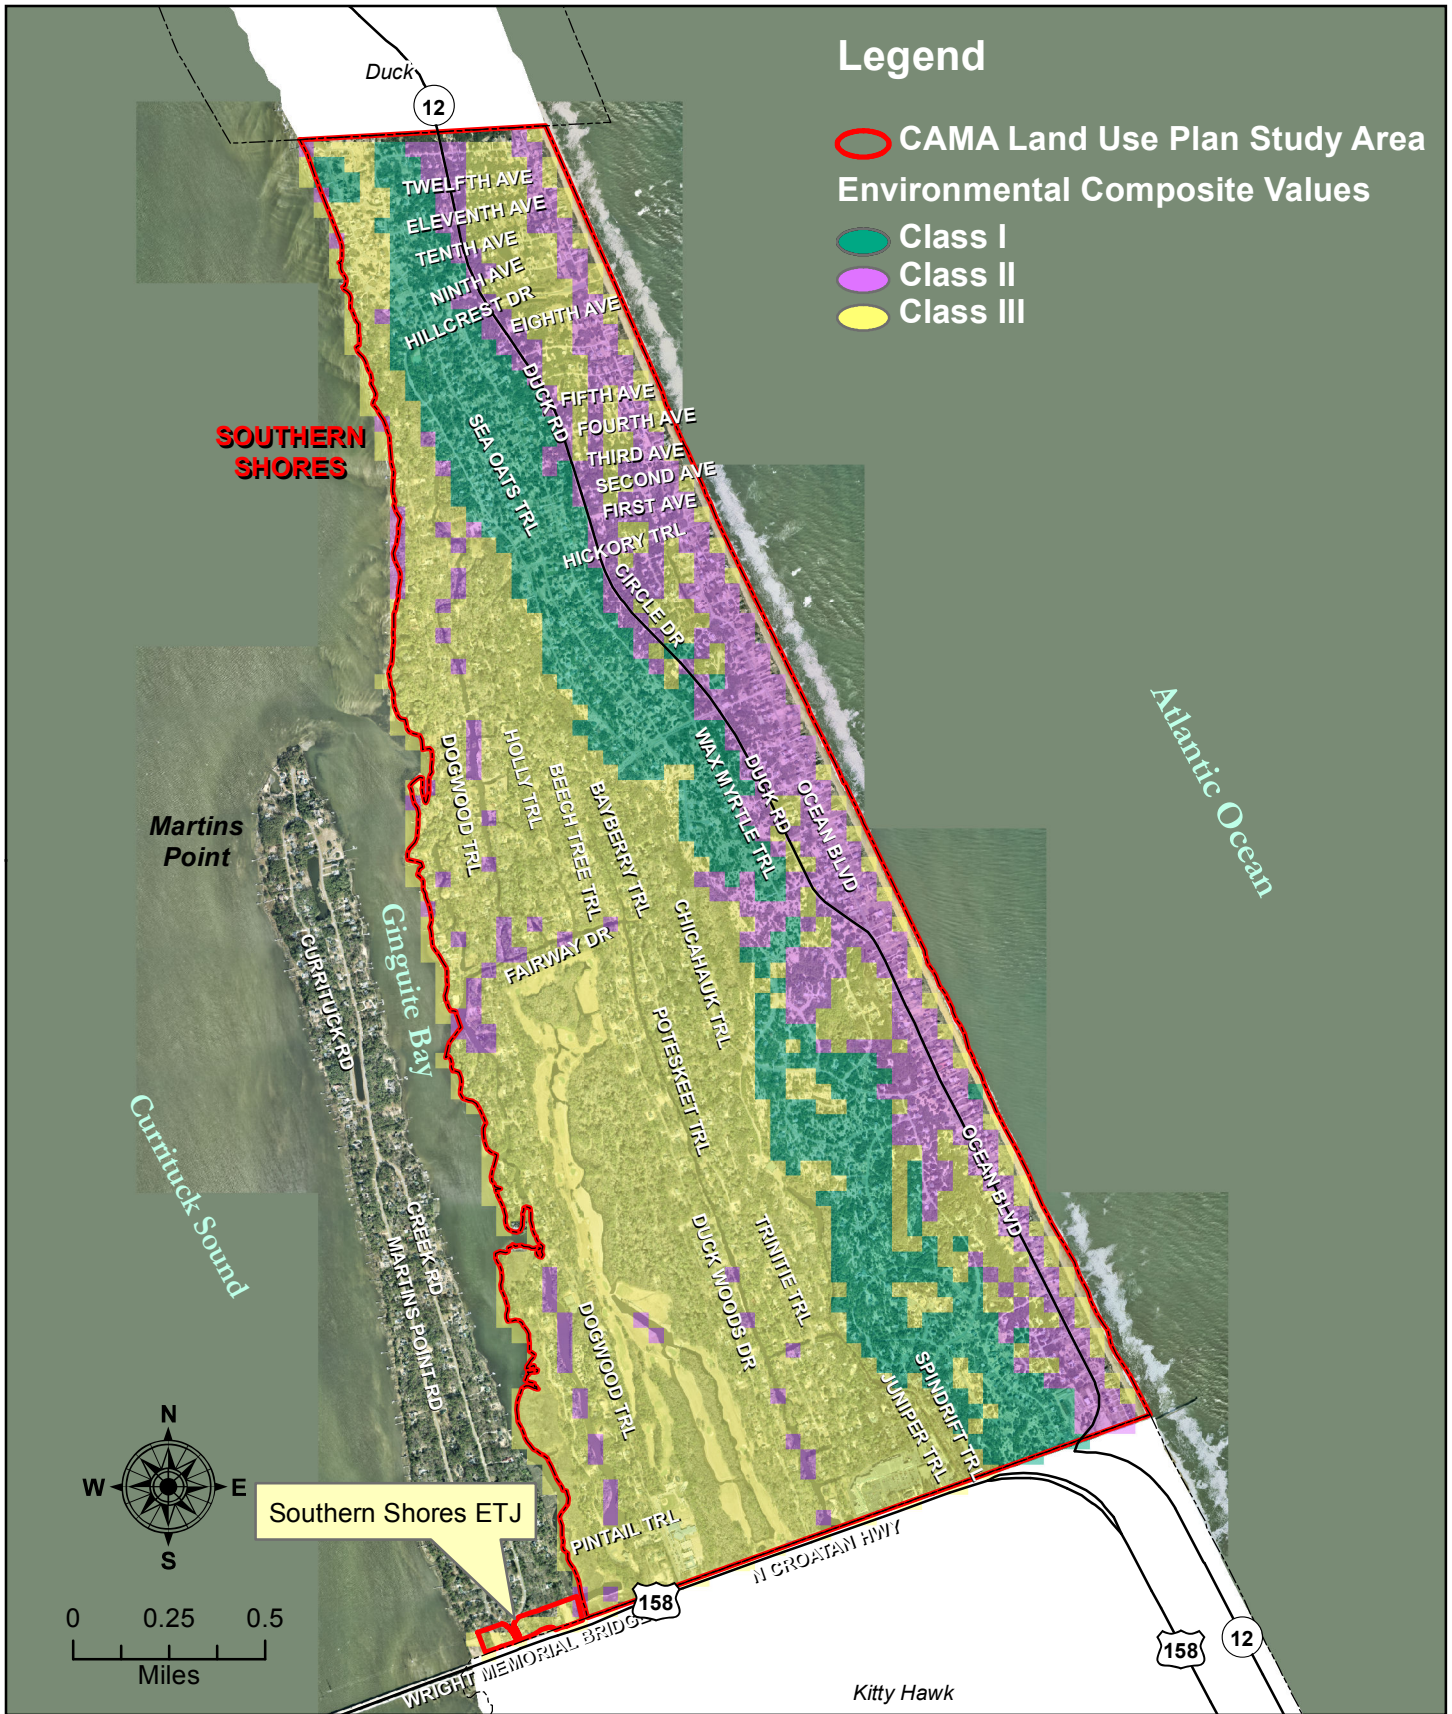 Legend
CAMA Land Use Plan Study Area
Environmental Composite Values
Class I
Class II
Class III
Duck
12
TWELFTH AVE
ELEVENTH AVE
TENTH AVE
NINTH AVE
HILLCREST DR
EIGHTH AVE
DUCK RD
FIFTH AVE
FOURTH AVE
THIRD AVE
SECOND AVE
FIRST AVE
SEA OATS TRL
SOUTHERN
SHORES
HICKORY TRL
CIRCLE DR
Atlantic Ocean
DOGWOOD TRL
HOLLY TRL
BEECH TREE TRL
BAYBERRY TRL
WAX MYRTLE TRL
DUCK RD
OCEAN BLVD
Martins
Point
CURRITUCK RD
Ginguite Bay
FAIRWAY DR
CHICAHAUK TRL
POTESKEET TRL
Currituck Sound
CREEK RD
MARTINS POINT RD
OCEAN BLVD
DUCK WOODS DR
TRINITIE TRL
DOGWOOD TRL
SPINDRIFT TRL
JUNIPER TRL
N
W
E
S
Southern Shores ETJ
PINTAIL TRL
N CROATAN HWY
158
WRIGHT MEMORIAL BRIDGE
0 0.25 0.5
Miles
158
12
Kitty Hawk